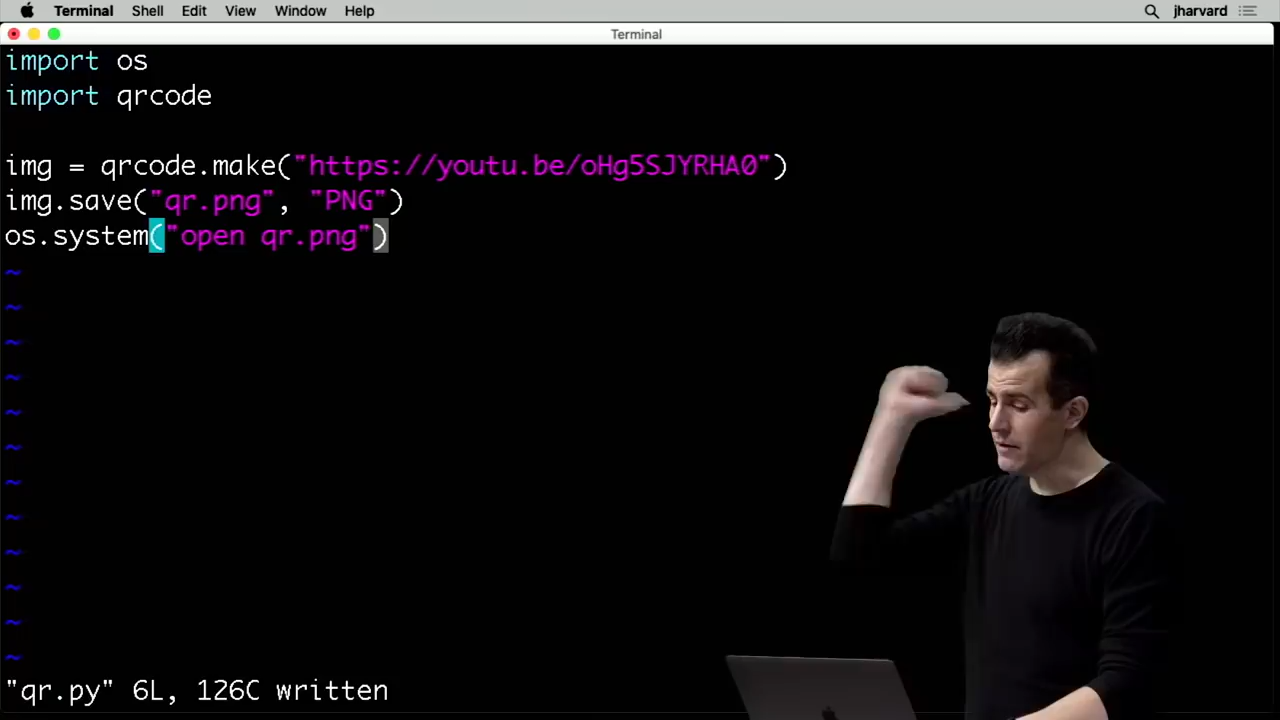 Terminal Shell Edit View Window Help jharvard
Terminal
import os
import qrcode
img = qrcode.make("https://youtu.be/oHg5SJYRHA0")
img.save("qr.png", "PNG")
os.system("open qr.png")
~
~
~
~
~
~
~
~
~
~
~
~
"qr.py" 6L, 126C written